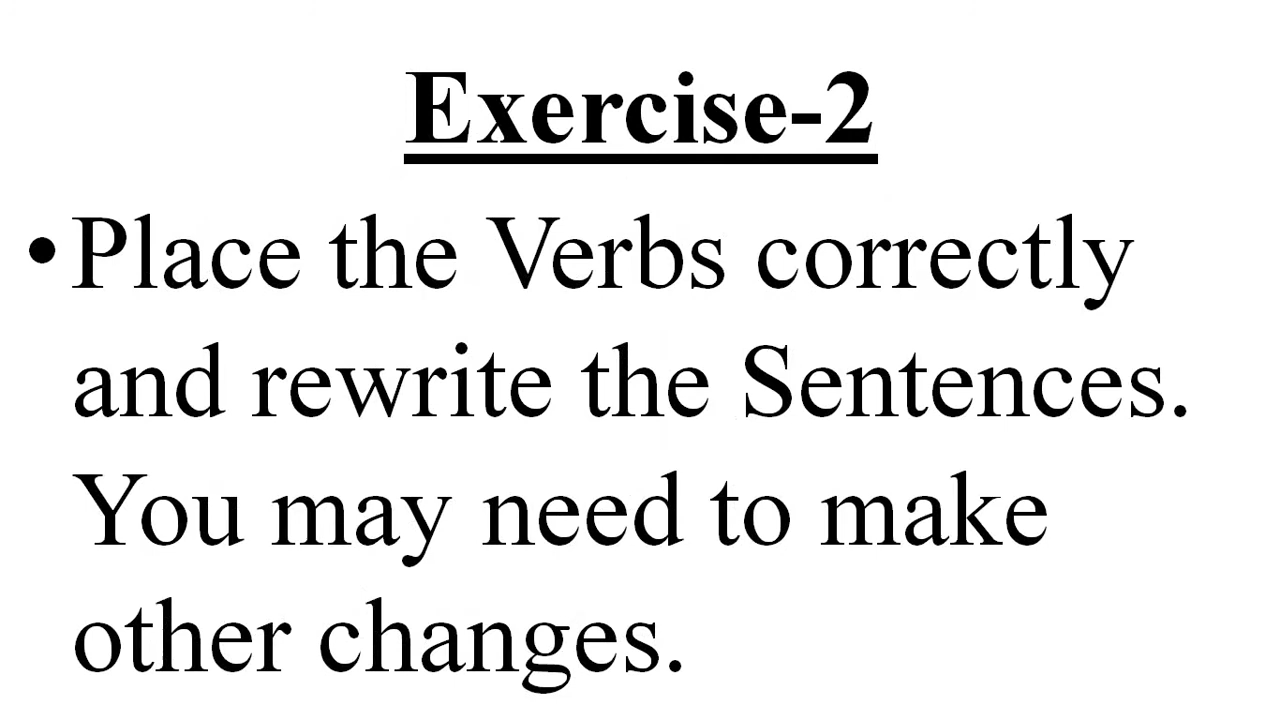 Exercise-2
•Place the Verbs correctly
and rewrite the Sentences.
You may need to make
other changes.